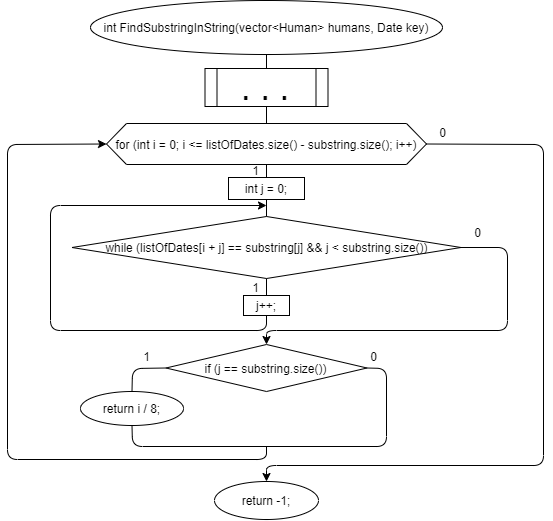 int FindSubstringInString(vector<Human> humans, Date key)
. . .
for (int i = 0; i <= listOfDates.size() - substring.size(); i++)
0
1
int j = 0;
while (listOfDates[i + j] == substring[j] && j < substring.size())
0
1
j++;
if (j == substring.size())
1
0
return i / 8;
return -1;